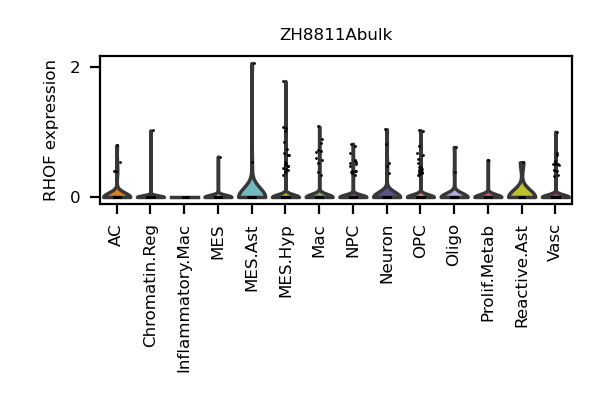 ZH8811Abulk
RHOF expression
2
0
AC
Chromatin.Reg
Inflammatory.Mac
MES
MES.Ast
MES.Hyp
Mac
NPC
Neuron
OPC
Oligo
Prolif.Metab
Reactive.Ast
Vasc